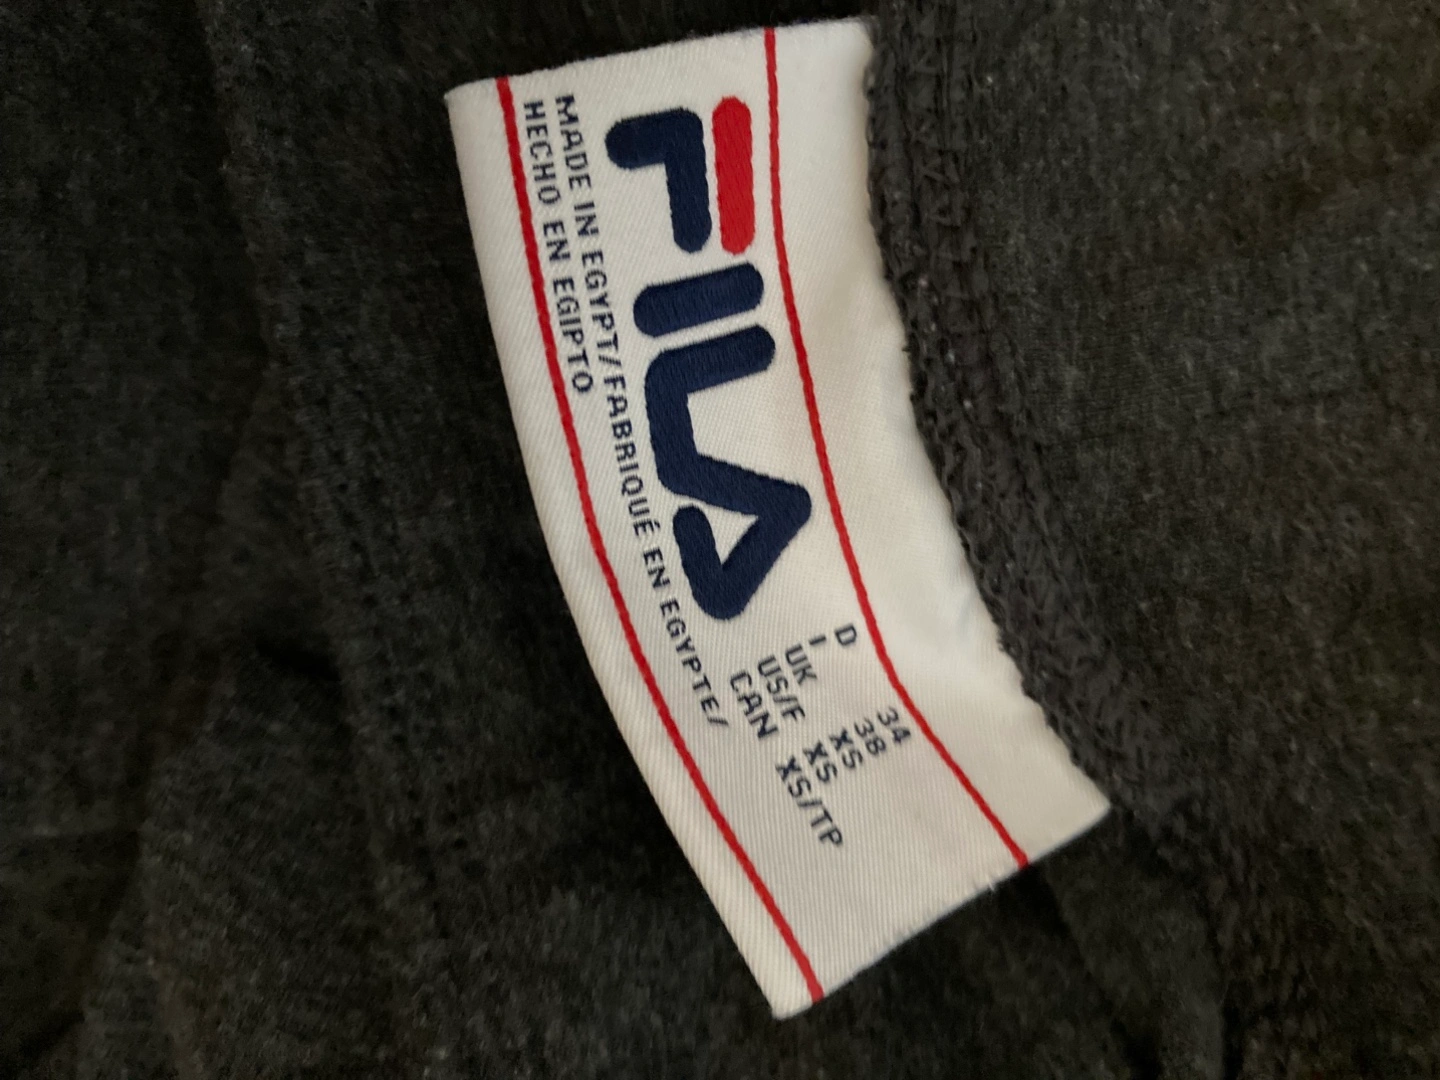 FILA
D 34
I 38
UK XS
US/F XS
CAN XS/TP
MADE IN EGYPT/FABRIQUÉ EN EGYPTE/
HECHO EN EGIPTO